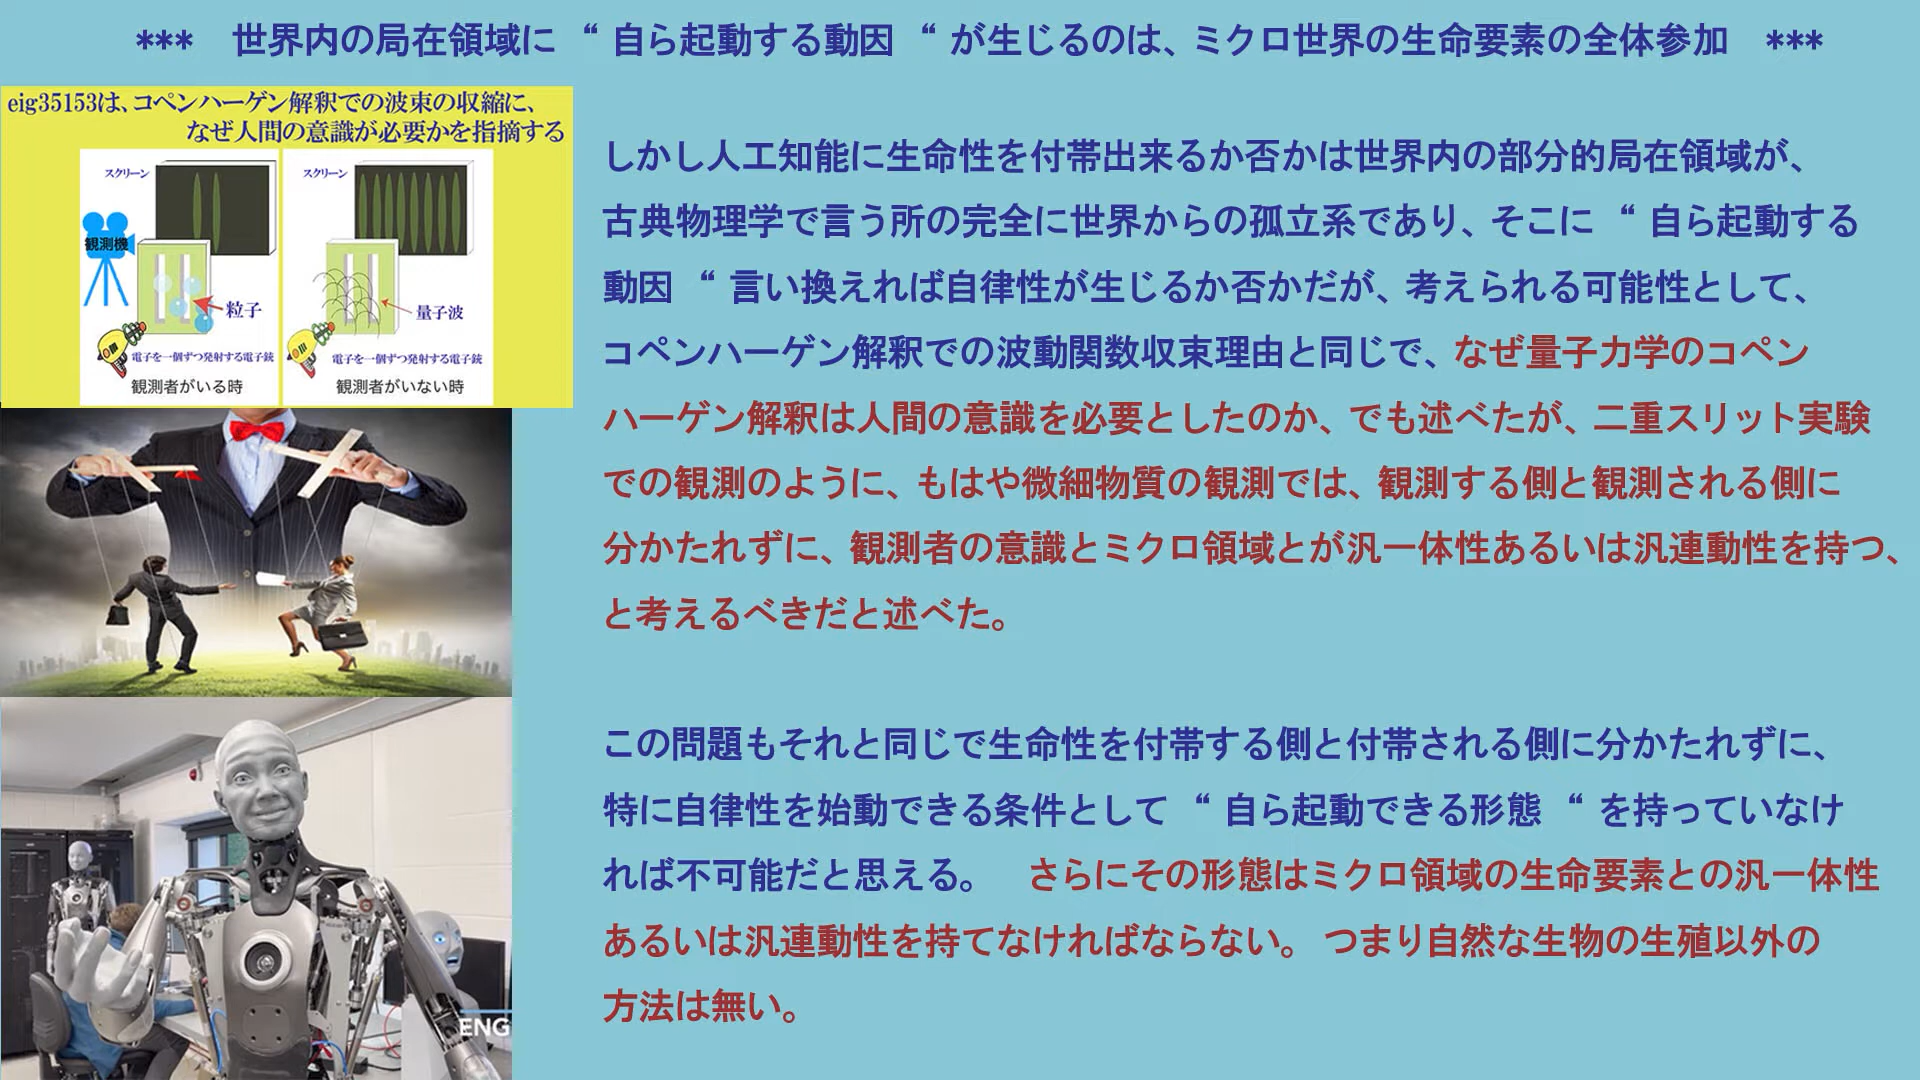 *** 世界内の局在領域に “ 自ら起動する動因 “ が生じるのは、ミクロ世界の生命要素の全体参加 ***
eig35153は、コペンハーゲン解釈での波束の収縮に、
なぜ人間の意識が必要かを指摘する
スクリーン
観測機
粒子
電子を一個ずつ発射する電子銃
観測者がいる時
スクリーン
量子波
電子を一個ずつ発射する電子銃
観測者がいない時
しかし人工知能に生命性を付帯出来るか否かは世界内の部分的局在領域が、
古典物理学で言う所の完全に世界からの孤立系であり、そこに “ 自ら起動する
動因 “ 言い換えれば自律性が生じるか否かだが、考えられる可能性として、
コペンハーゲン解釈での波動関数収束理由と同じで、なぜ量子力学のコペン
ハーゲン解釈は人間の意識を必要としたのか、でも述べたが、二重スリット実験
での観測のように、もはや微細物質の観測では、観測する側と観測される側に
分かたれずに、観測者の意識とミクロ領域とが汎一体性あるいは汎連動性を持つ、
と考えるべきだと述べた。
この問題もそれと同じで生命性を付帯する側と付帯される側に分かたれずに、
特に自律性を始動できる条件として “ 自ら起動できる形態 “ を持っていなけ
れば不可能だと思える。 さらにその形態はミクロ領域の生命要素との汎一体性
あるいは汎連動性を持てなければならない。 つまり自然な生物の生殖以外の
方法は無い。
ENG